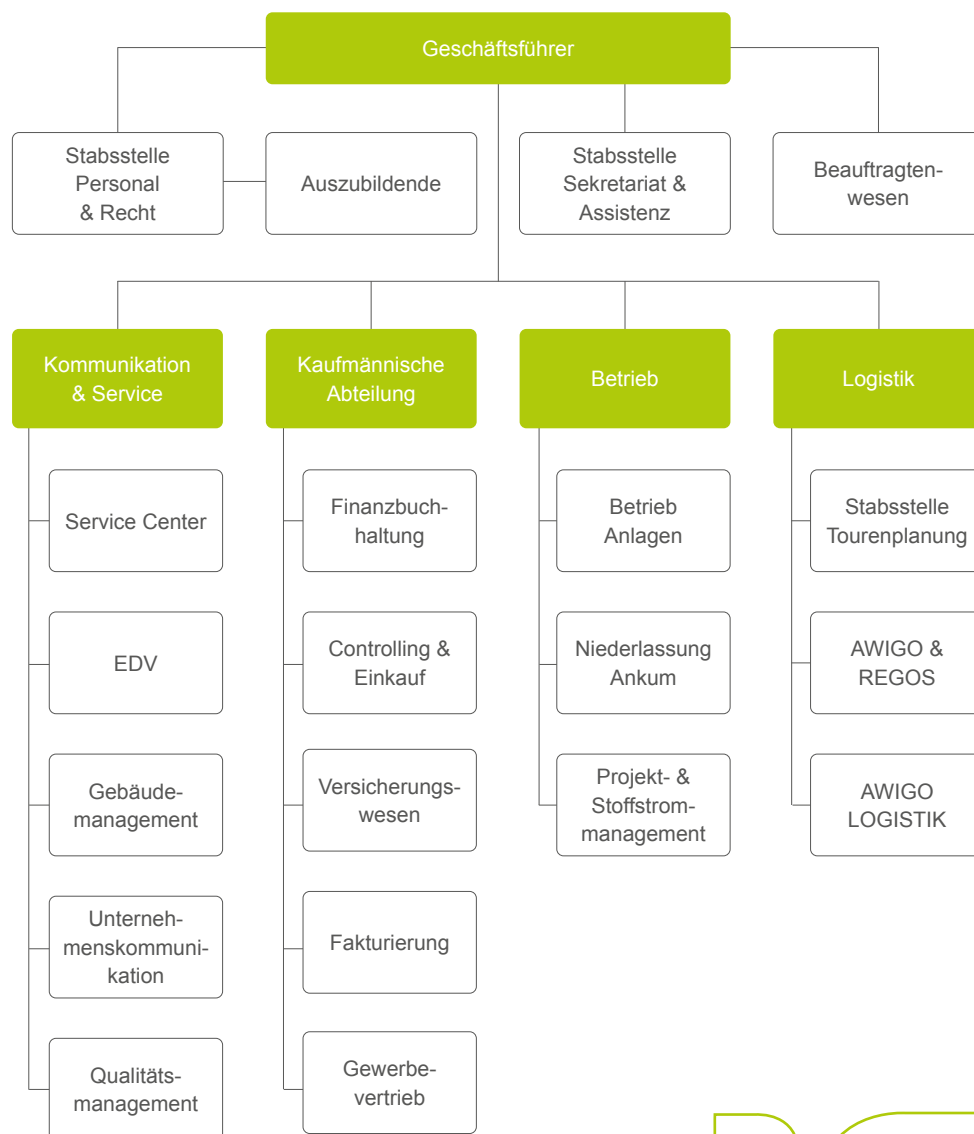 Geschäftsführer
Stabsstelle
Personal
& Recht
Auszubildende
Stabsstelle
Sekretariat &
Assistenz
Beauftragten-
wesen
Kommunikation
& Service
Kaufmännische
Abteilung
Betrieb
Logistik
Service Center
EDV
Gebäude-
management
Unterneh-
menskommuni-
kation
Qualitäts-
management
Finanzbuch-
haltung
Controlling &
Einkauf
Versicherungs-
wesen
Fakturierung
Gewerbe-
vertrieb
Betrieb
Anlagen
Niederlassung
Ankum
Projekt- &
Stoffstrom-
management
Stabsstelle
Tourenplanung
AWIGO &
REGOS
AWIGO
LOGISTIK